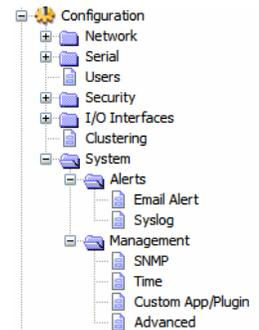 Configuration
Network
Serial
Users
Security
I/O Interfaces
Clustering
System
Alerts
Email Alert
Syslog
Management
SNMP
Time
Custom App/Plugin
Advanced